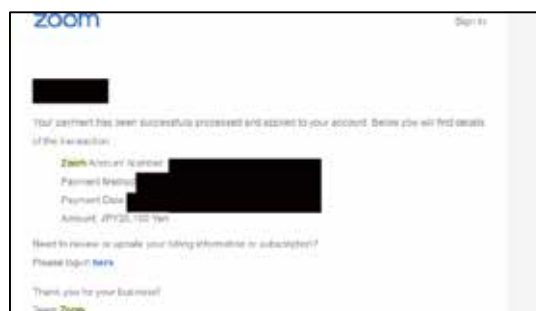 zoom
Sign In
Your payment has been successfully processed and applied to your account. Below you will find details
of the transaction.
Zoom Account Number:
Payment Method:
Payment Date:
Amount: Yen
Need to review or update your billing information or subscription?
Please log in here.
Thank you for your business!
Team Zoom